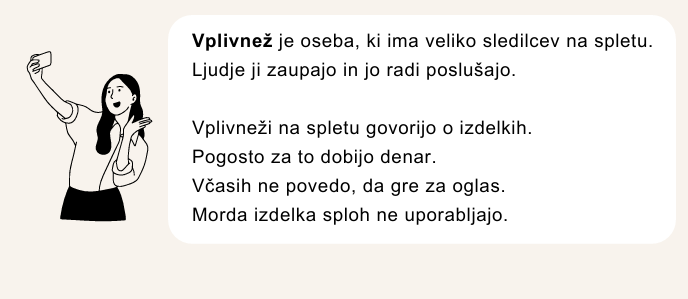 Vplivnež je oseba, ki ima veliko sledilcev na spletu.
Ljudje ji zaupajo in jo radi poslušajo.
Vplivneži na spletu govorijo o izdelkih.
Pogosto za to dobijo denar.
Včasih ne povedo, da gre za oglas.
Morda izdelka sploh ne uporabljajo.